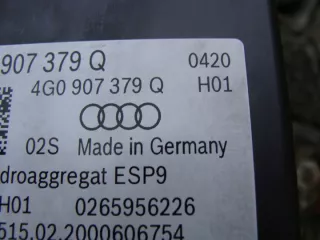 907 379 Q 0420
4G0 907 379 Q H01
02S Made in Germany
droaggregat ESP9
H01 0265956226
515.02.2000606754